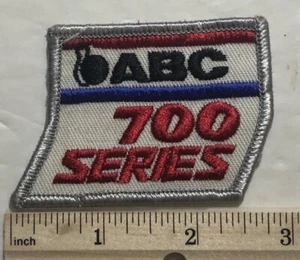 ABC
700
SERIES
inch 1 2 3